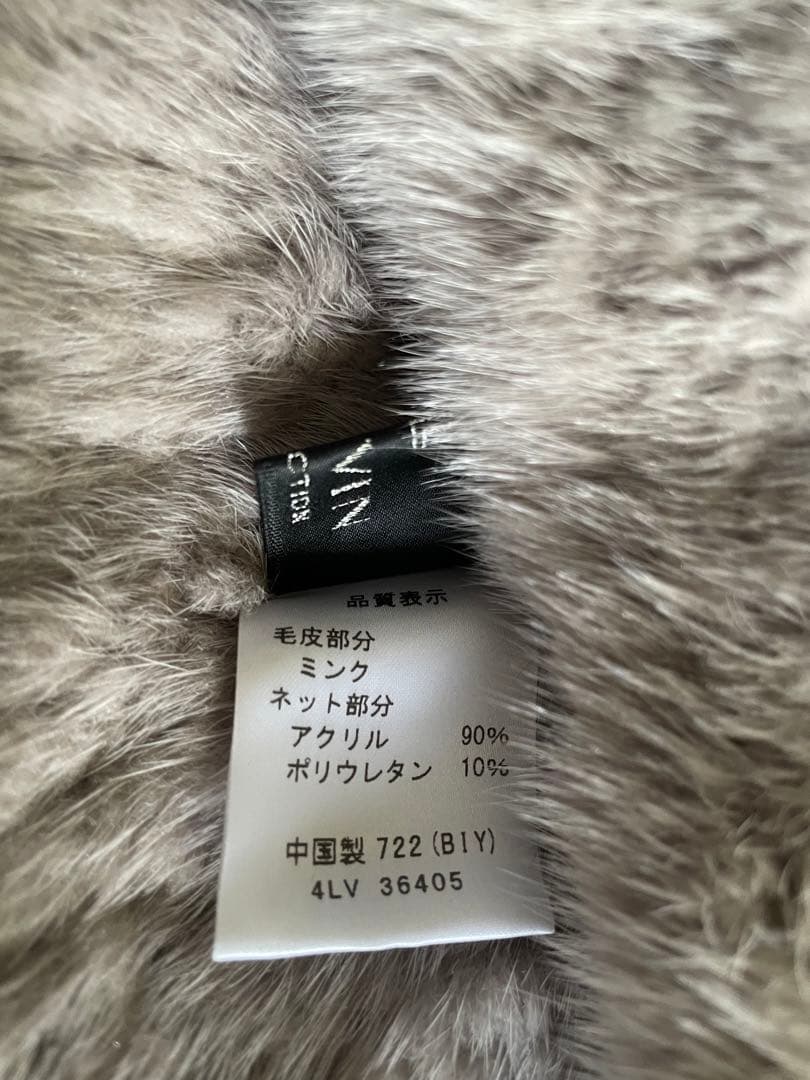 VIN
CTION
品質表示
毛皮部分
ミンク
ネット部分
アクリル 90%
ポリウレタン 10%
中国製 722 (BIY)
4LV 36405